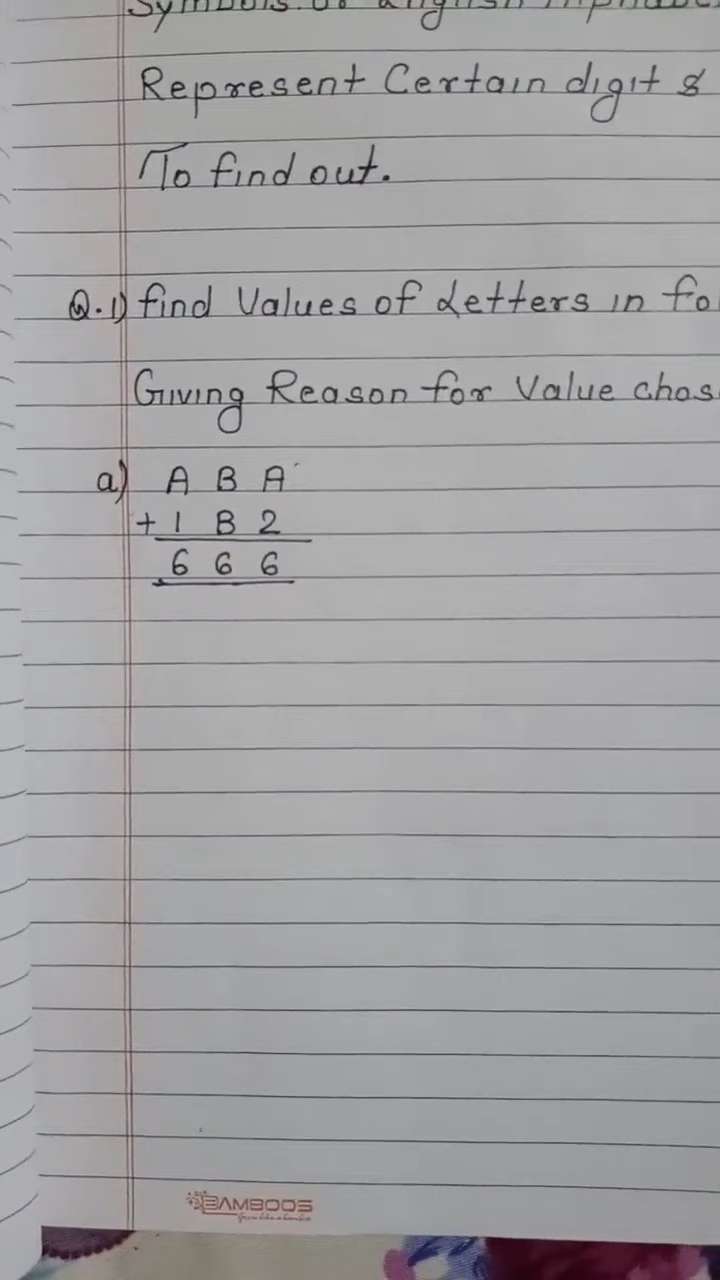 Represent Certain digit &
To find out.
Q.1) find Values of Letters in fo
Giving Reason for Value chos
a) A B A
+ 1 B 2
6 6 6
BAMBOOS